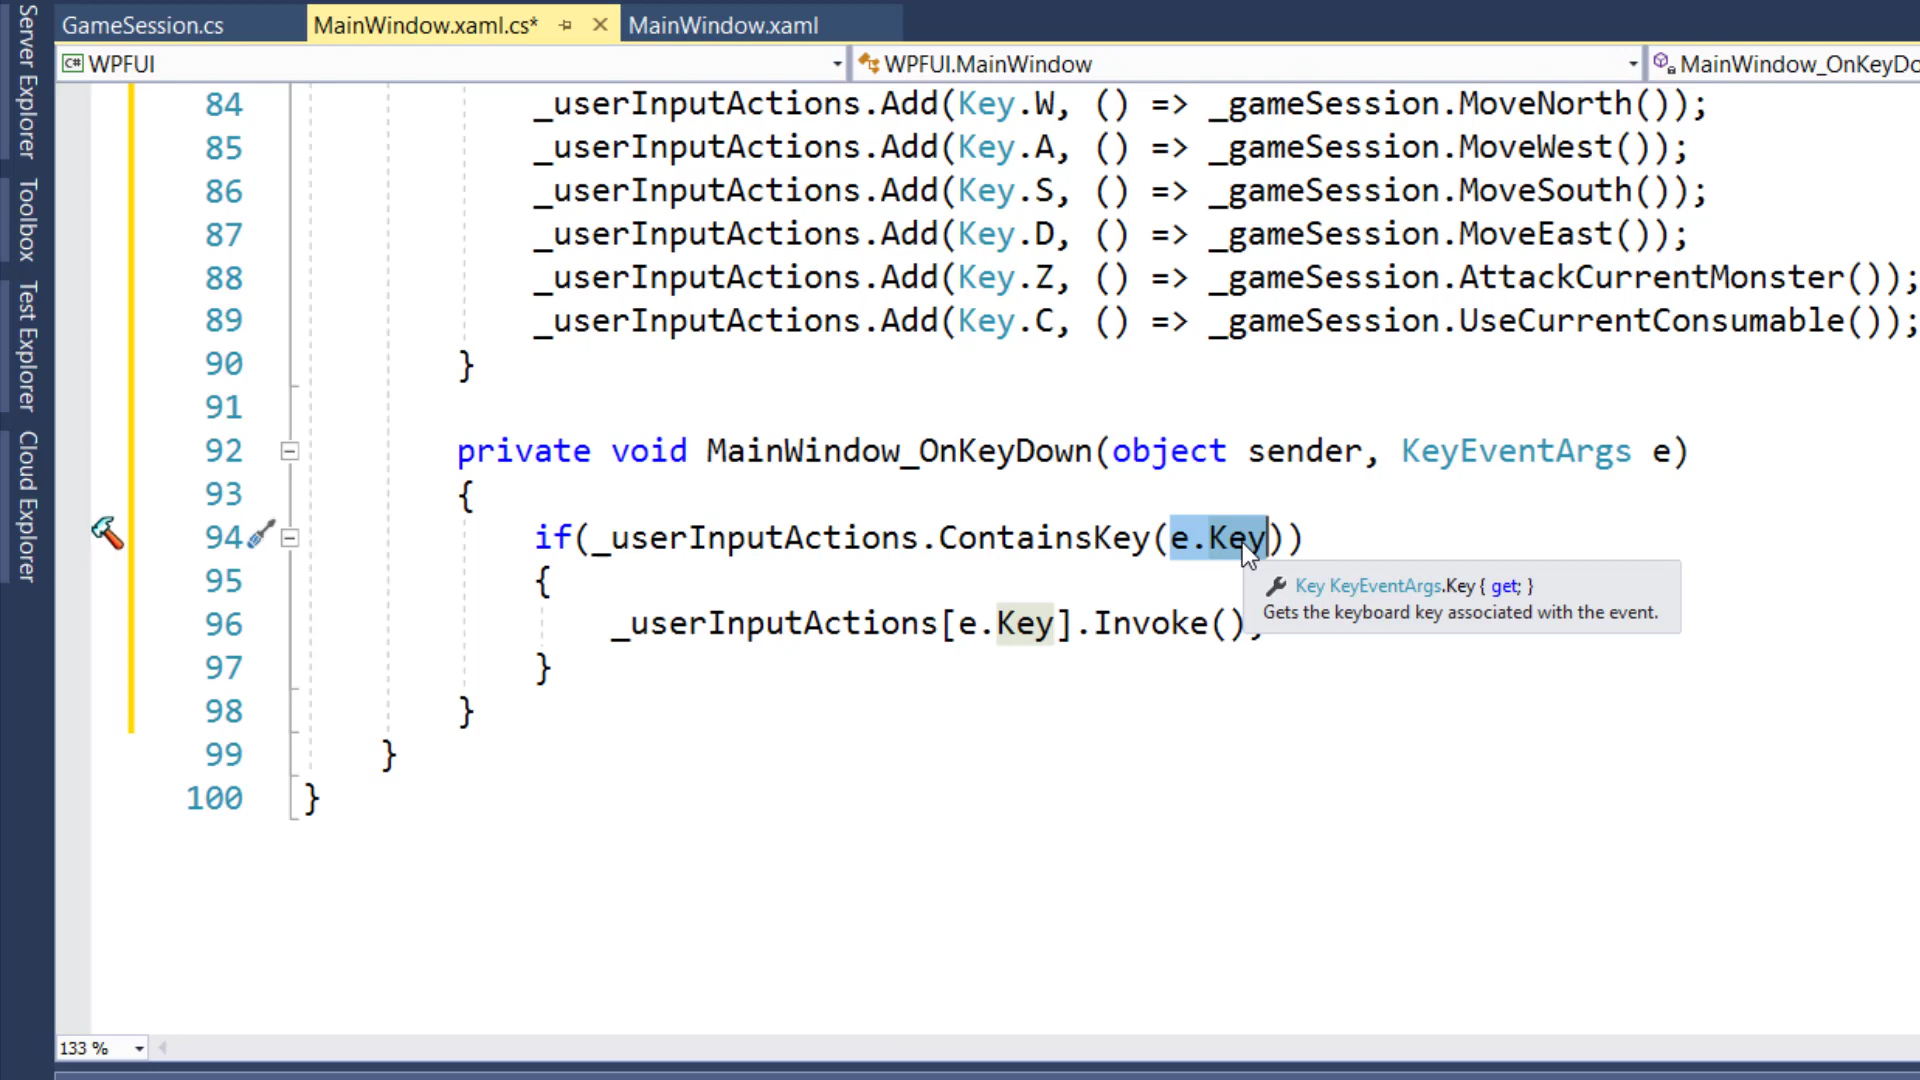 Server Explorer
Toolbox
Test Explorer
Cloud Explorer
GameSession.cs
MainWindow.xaml.cs*
MainWindow.xaml
C# WPFUI
WPFUI.MainWindow
MainWindow_OnKeyDo
84 _userInputActions.Add(Key.W, () => _gameSession.MoveNorth());
85 _userInputActions.Add(Key.A, () => _gameSession.MoveWest());
86 _userInputActions.Add(Key.S, () => _gameSession.MoveSouth());
87 _userInputActions.Add(Key.D, () => _gameSession.MoveEast());
88 _userInputActions.Add(Key.Z, () => _gameSession.AttackCurrentMonster());
89 _userInputActions.Add(Key.C, () => _gameSession.UseCurrentConsumable());
90 }
91
92 private void MainWindow_OnKeyDown(object sender, KeyEventArgs e)
93 {
94 if(_userInputActions.ContainsKey(e.Key))
95 {
Key KeyEventArgs.Key { get; }
Gets the keyboard key associated with the event.
96 _userInputActions[e.Key].Invoke();
97 }
98 }
99 }
100 }
133 %